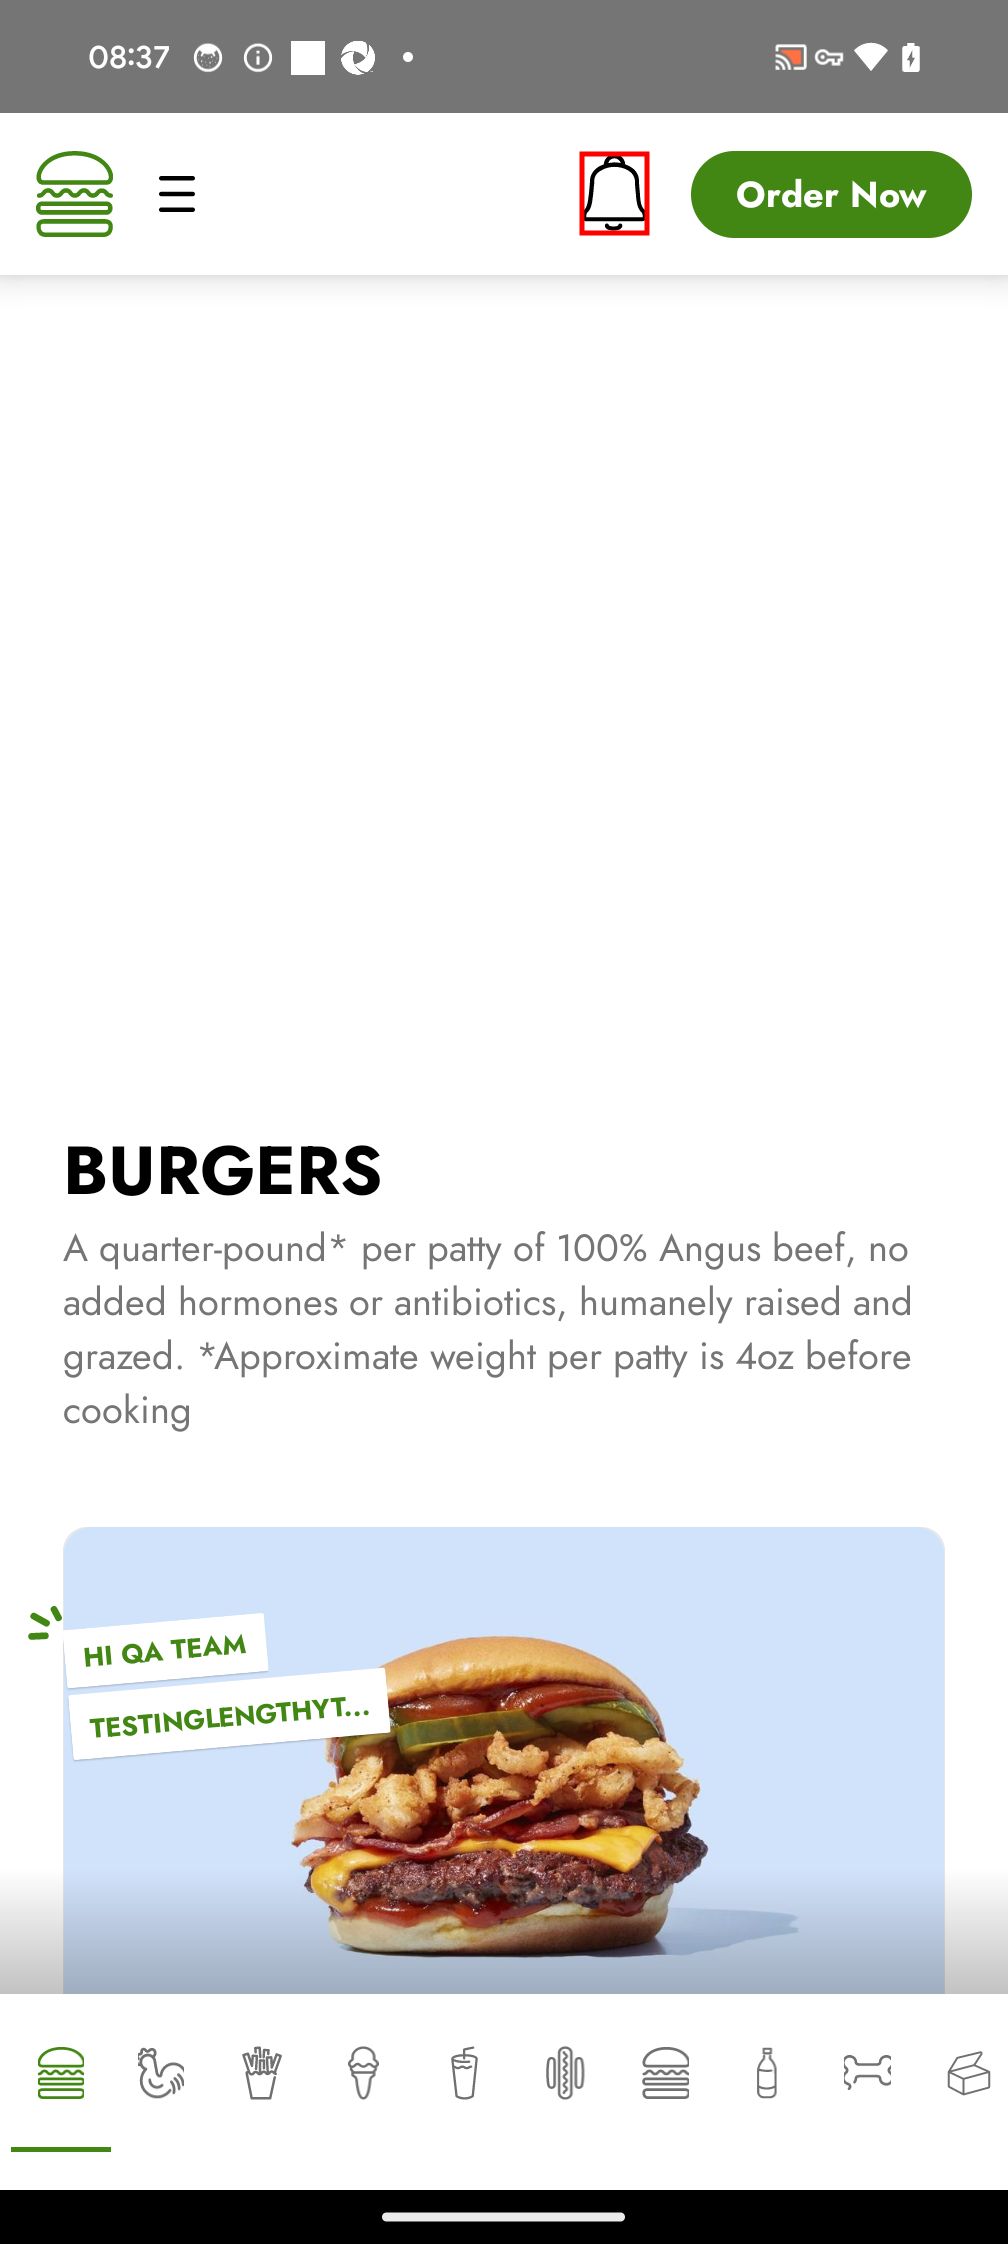 08:37
Order Now
BURGERS
A quarter-pound* per patty of 100% Angus beef, no
added hormones or antibiotics, humanely raised and
grazed. *Approximate weight per patty is 4oz before
cooking
HI QA TEAM
TESTINGLENGTHYT...